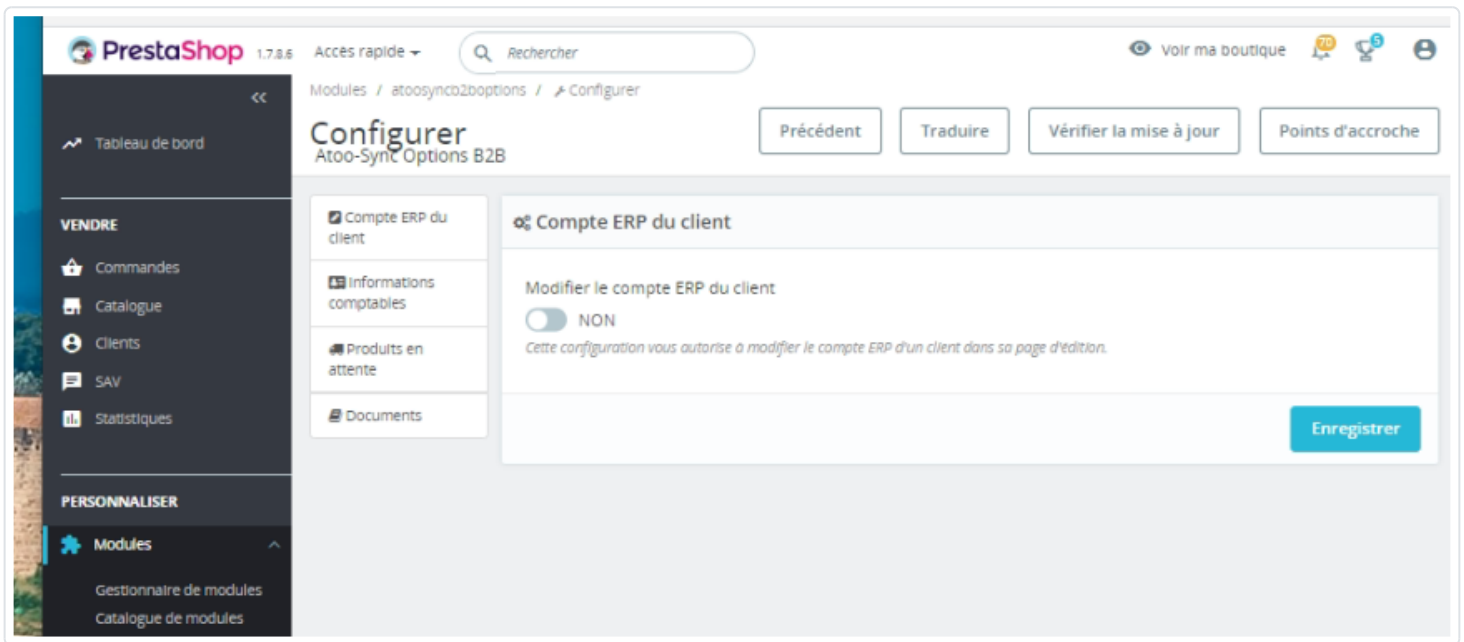 PrestaShop 1.7.8.6 Accès rapide Rechercher Voir ma boutique 70 5
Modules / atoosyncb2boptions / Configurer
Configurer
Atoo-Sync Options B2B
Précédent Traduire Vérifier la mise à jour Points d'accroche
Tableau de bord
VENDRE
Commandes
Catalogue
Clients
SAV
Statistiques
PERSONNALISER
Modules
Gestionnaire de modules
Catalogue de modules
Compte ERP du
client
Informations
comptables
Produits en
attente
Documents
Compte ERP du client
Modifier le compte ERP du client
NON
Cette configuration vous autorise à modifier le compte ERP d'un client dans sa page d'édition.
Enregistrer